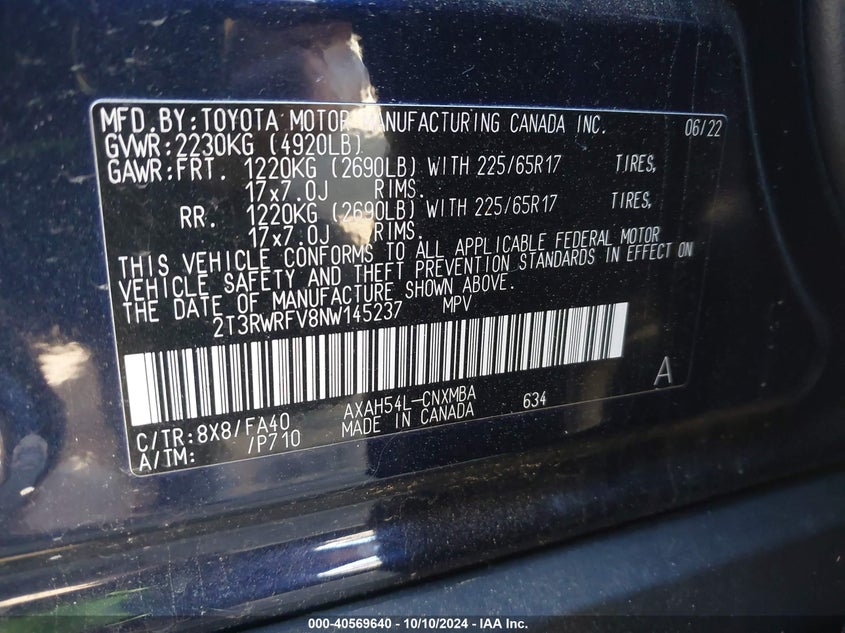 MFD.BY:TOYOTA MOTOR MANUFACTURING CANADA INC. 06/22
GVWR:2230KG (4920LB)
GAWR:FRT. 1220KG (2690LB) WITH 225/65R17 TIRES,
17x7.0J RIMS.
RR. 1220KG (2690LB) WITH 225/65R17 TIRES,
17x7.0J RIMS.
THIS VEHICLE CONFORMS TO ALL APPLICABLE FEDERAL MOTOR
VEHICLE SAFETY AND THEFT PREVENTION STANDARDS IN EFFECT ON
THE DATE OF MANUFACTURE SHOWN ABOVE.
2T3RWRFV8NW145237 MPV
A
C/TR:8X8/FA40 AXAH54L-CNXMBA 634
A/TM: /P710 MADE IN CANADA
000-40569640 - 10/10/2024 - IAA Inc.